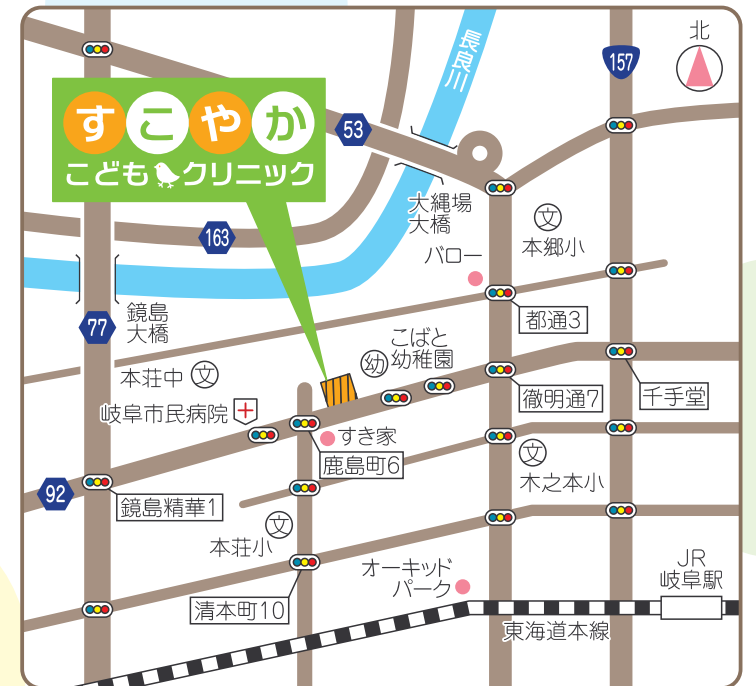 北
157
長良川
すこやか
こどもクリニック
53
大縄場
大橋
文
本郷小
163
バロー
都通3
77
鏡島
大橋
こばと
幼稚園
幼
本荘中
文
徹明通7
千手堂
岐阜市民病院
すき家
鹿島町6
92
鏡島精華1
文
木之本小
文
本荘小
オーキッド
パーク
JR
岐阜駅
清本町10
東海道本線